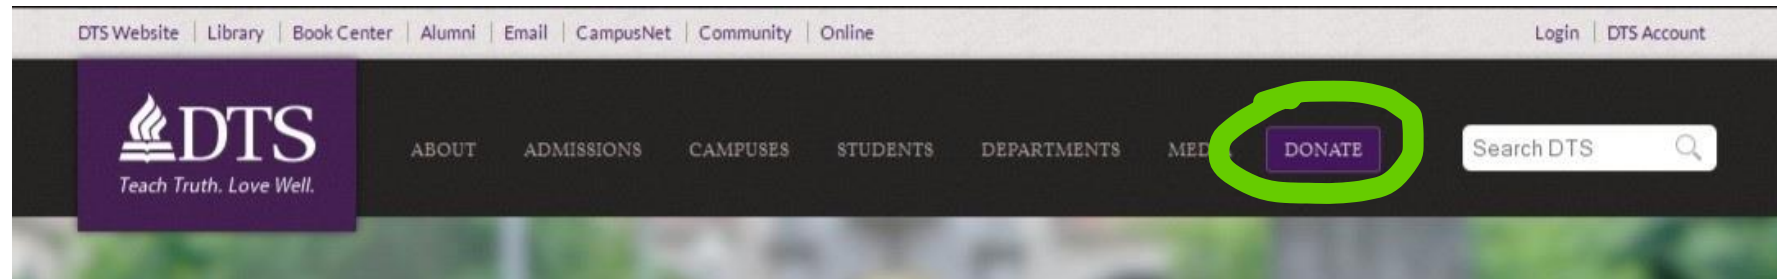 DTS Website | Library | Book Center | Alumni | Email | CampusNet | Community | Online Login | DTS Account
DTS
Teach Truth. Love Well.
ABOUT ADMISSIONS CAMPUSES STUDENTS DEPARTMENTS DONATE Search DTS